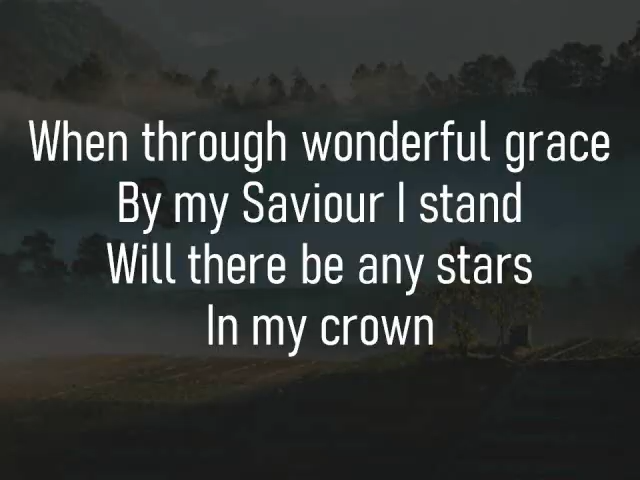 When through wonderful grace
By my Saviour I stand
Will there be any stars
In my crown